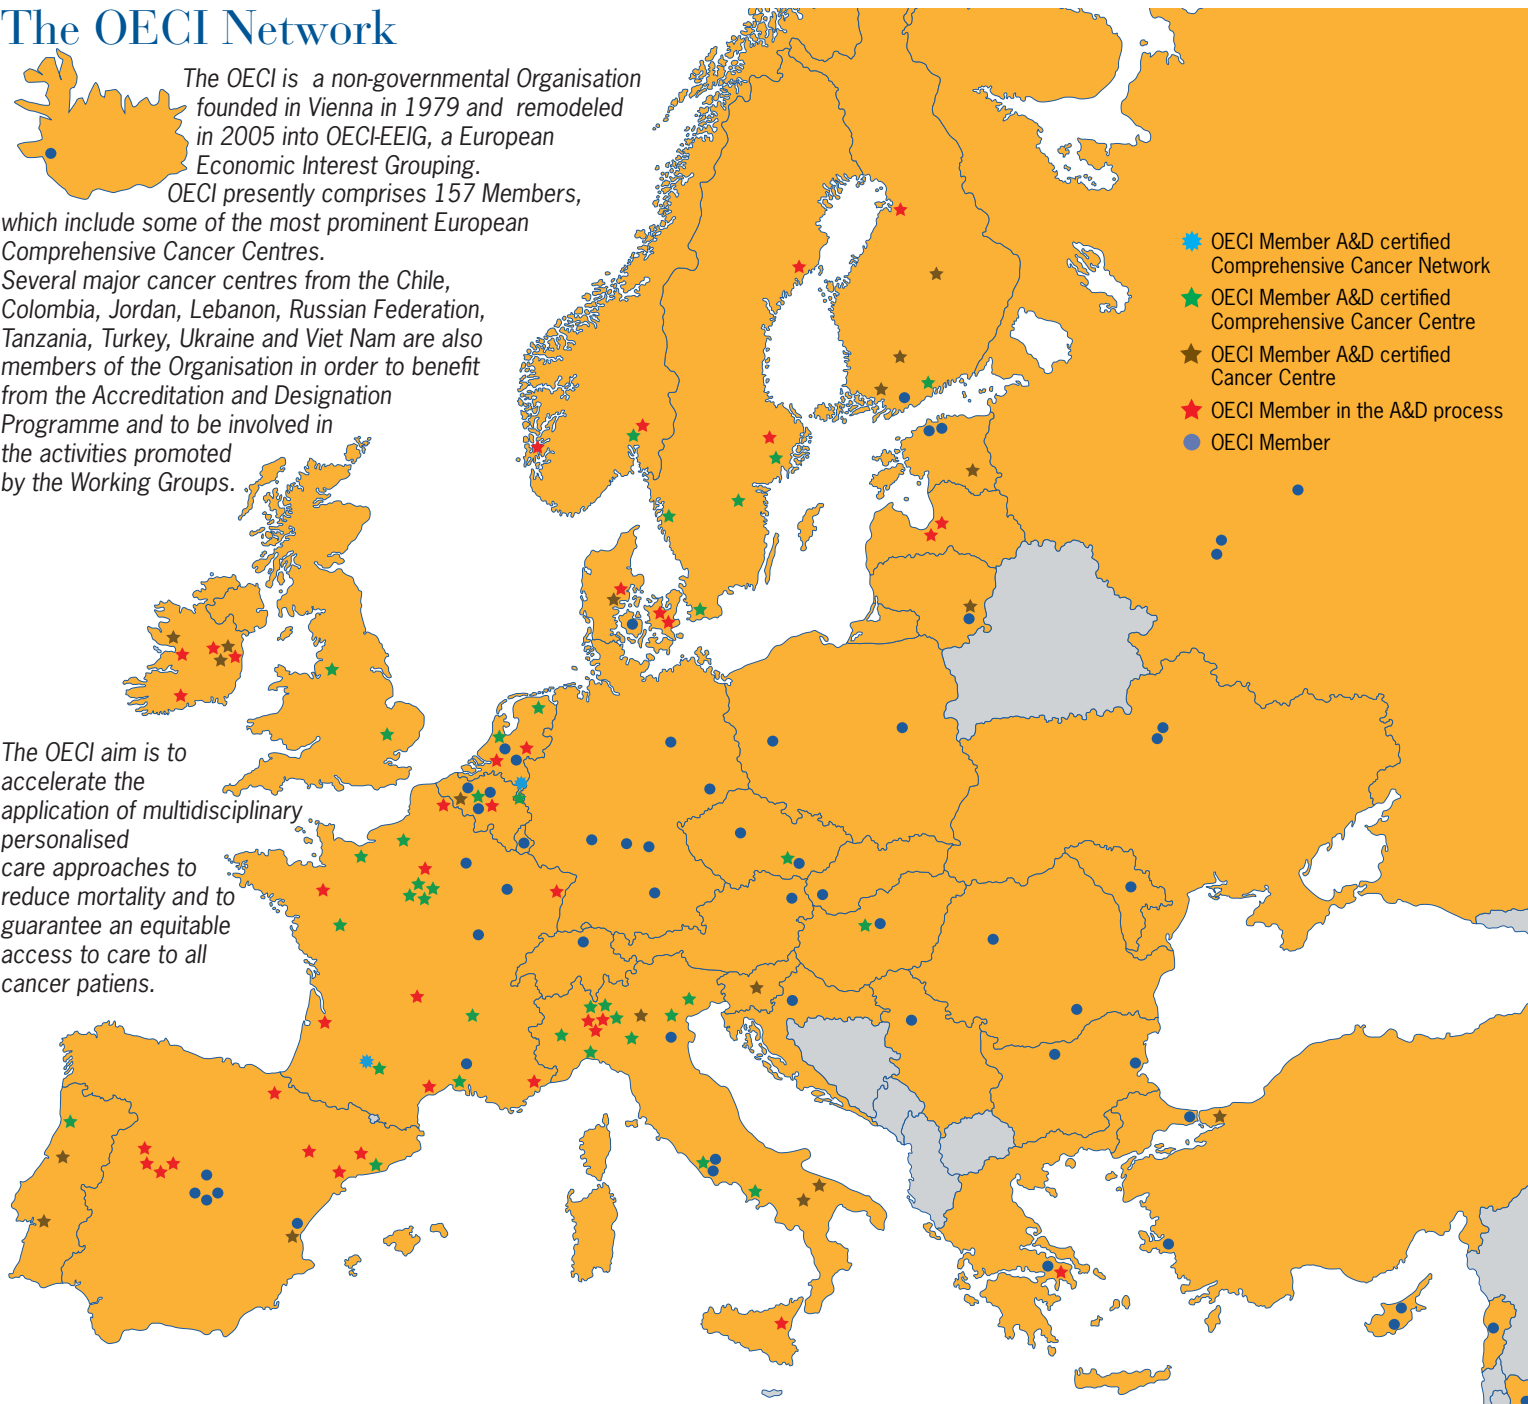 The OECI Network
The OECI is a non-governmental Organisation
founded in Vienna in 1979 and remodeled
in 2005 into OECI-EEIG, a European
Economic Interest Grouping.
OECI presently comprises 157 Members,
which include some of the most prominent European
Comprehensive Cancer Centres.
Several major cancer centres from the Chile,
Colombia, Jordan, Lebanon, Russian Federation,
Tanzania, Turkey, Ukraine and Viet Nam are also
members of the Organisation in order to benefit
from the Accreditation and Designation
Programme and to be involved in
the activities promoted
by the Working Groups.
The OECI aim is to
accelerate the
application of multidisciplinary
personalised
care approaches to
reduce mortality and to
guarantee an equitable
access to care to all
cancer patiens.
OECI Member A&D certified
Comprehensive Cancer Network
OECI Member A&D certified
Comprehensive Cancer Centre
OECI Member A&D certified
Cancer Centre
OECI Member in the A&D process
OECI Member